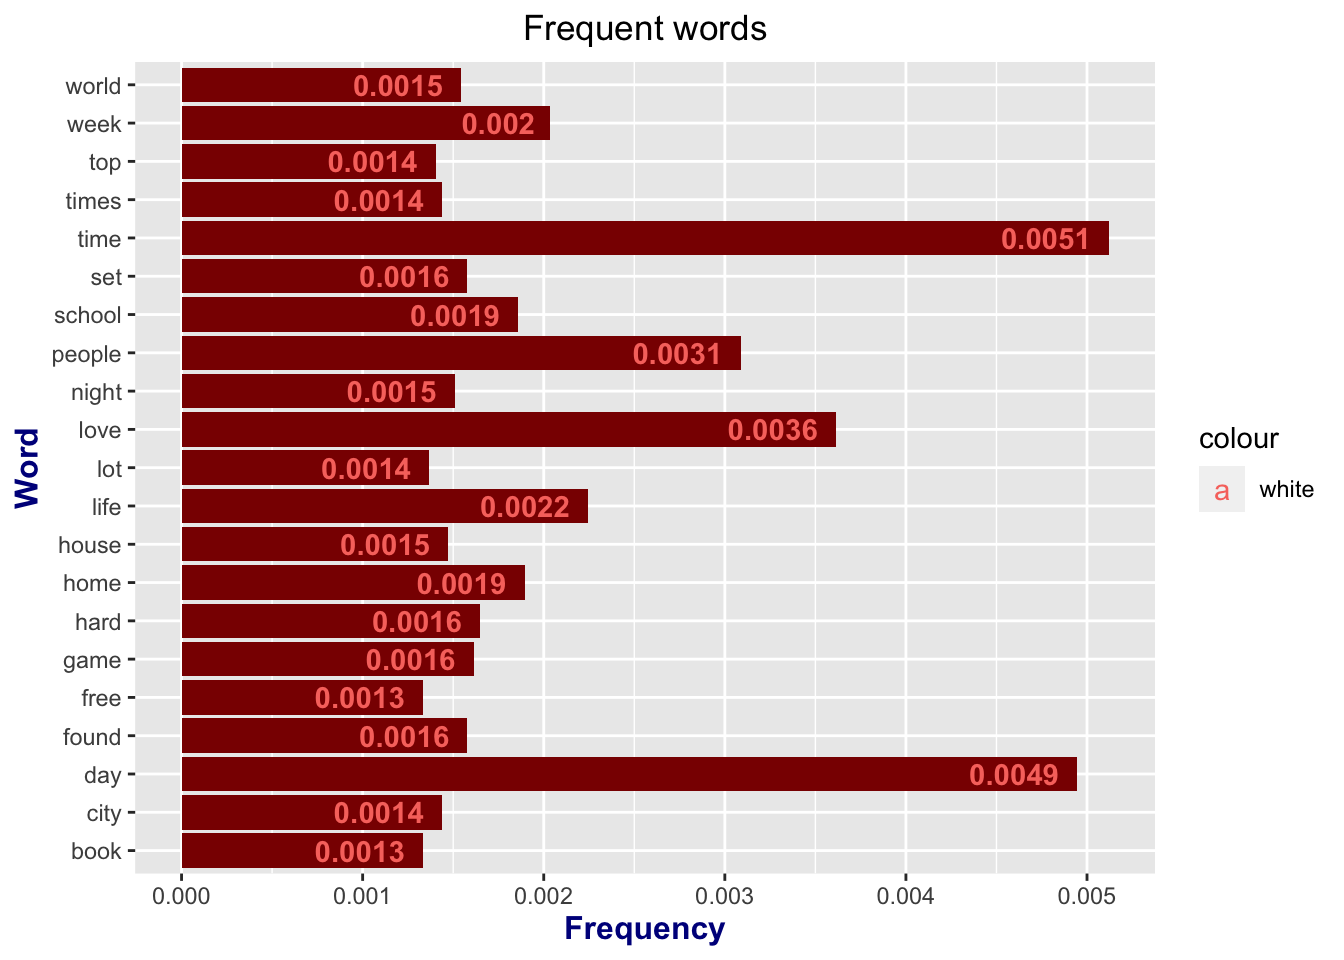 Frequent words
world 0.0015
week 0.002
top 0.0014
times 0.0014
time 0.0051
set 0.0016
school 0.0019
people 0.0031
night 0.0015
love 0.0036
lot 0.0014
life 0.0022
house 0.0015
home 0.0019
hard 0.0016
game 0.0016
free 0.0013
found 0.0016
day 0.0049
city 0.0014
book 0.0013
0.000 0.001 0.002 0.003 0.004 0.005
Frequency
Word
colour
a white